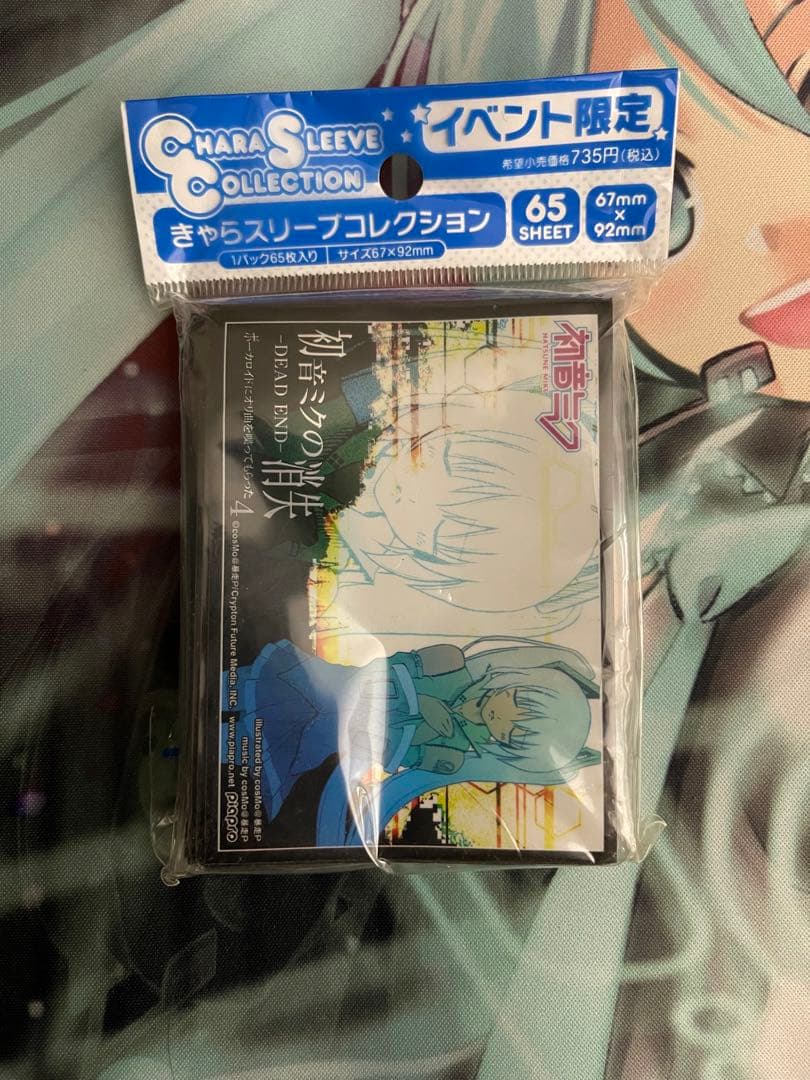 CHARA SLEEVE
COLLECTION
イベント限定
希望小売価格735円(税込)
きゃらスリーブコレクション
1パック65枚入り
サイズ67×92mm
65
SHEET
67mm
×
92mm
初音ミク
HATSUNE MIKU
初音ミクの消失
-DEAD END-
ボーカロイドにオリ曲を唄ってもらった4
©cosMo@暴走P/Crypton Future Media, INC. www.piapro.net piapro
illustrated by cosMo@暴走P
music by cosMo@暴走P